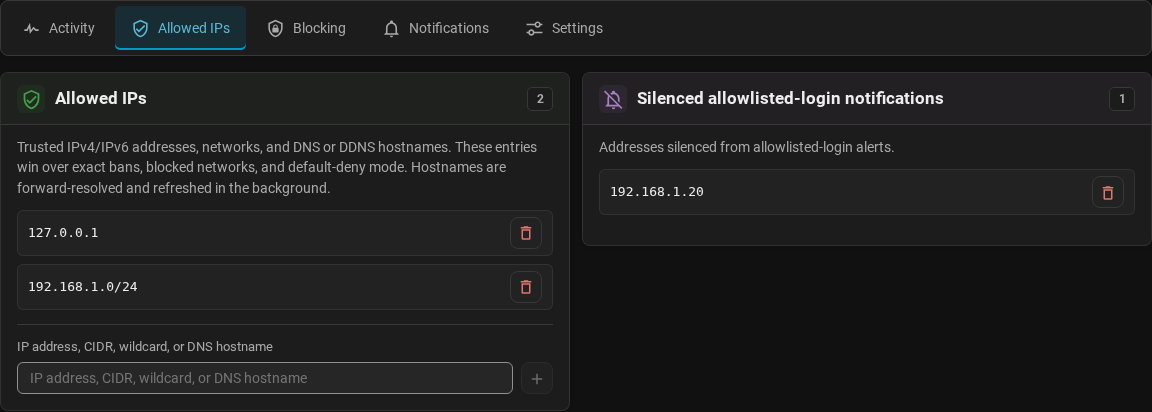 Activity
Allowed IPs
Blocking
Notifications
Settings
Allowed IPs
2
Trusted IPv4/IPv6 addresses, networks, and DNS or DDNS hostnames. These entries
win over exact bans, blocked networks, and default-deny mode. Hostnames are
forward-resolved and refreshed in the background.
127.0.0.1
192.168.1.0/24
IP address, CIDR, wildcard, or DNS hostname
IP address, CIDR, wildcard, or DNS hostname
Silenced allowlisted-login notifications
1
Addresses silenced from allowlisted-login alerts.
192.168.1.20